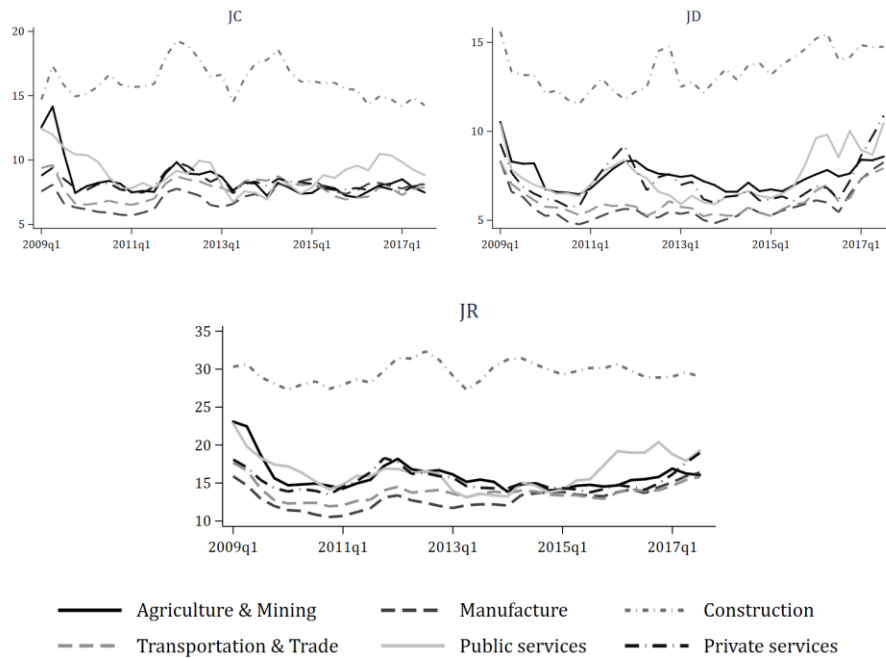 JC
20
15
10
5
2009q1 2011q1 2013q1 2015q1 2017q1
JD
15
10
5
2009q1 2011q1 2013q1 2015q1 2017q1
JR
35
30
25
20
15
10
2009q1 2011q1 2013q1 2015q1 2017q1
Agriculture & Mining Manufacture Construction
Transportation & Trade Public services Private services